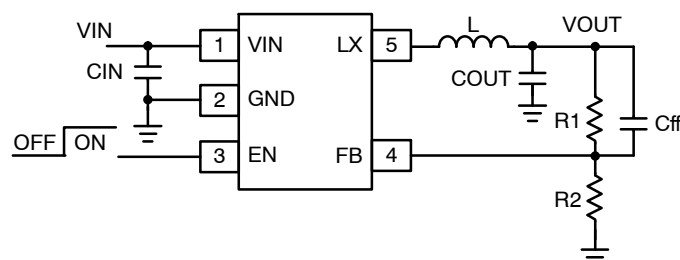 VIN
L
VOUT
1
VIN
LX
5
CIN
COUT
2
GND
R1
Cff
OFF
ON
3
EN
FB
4
R2